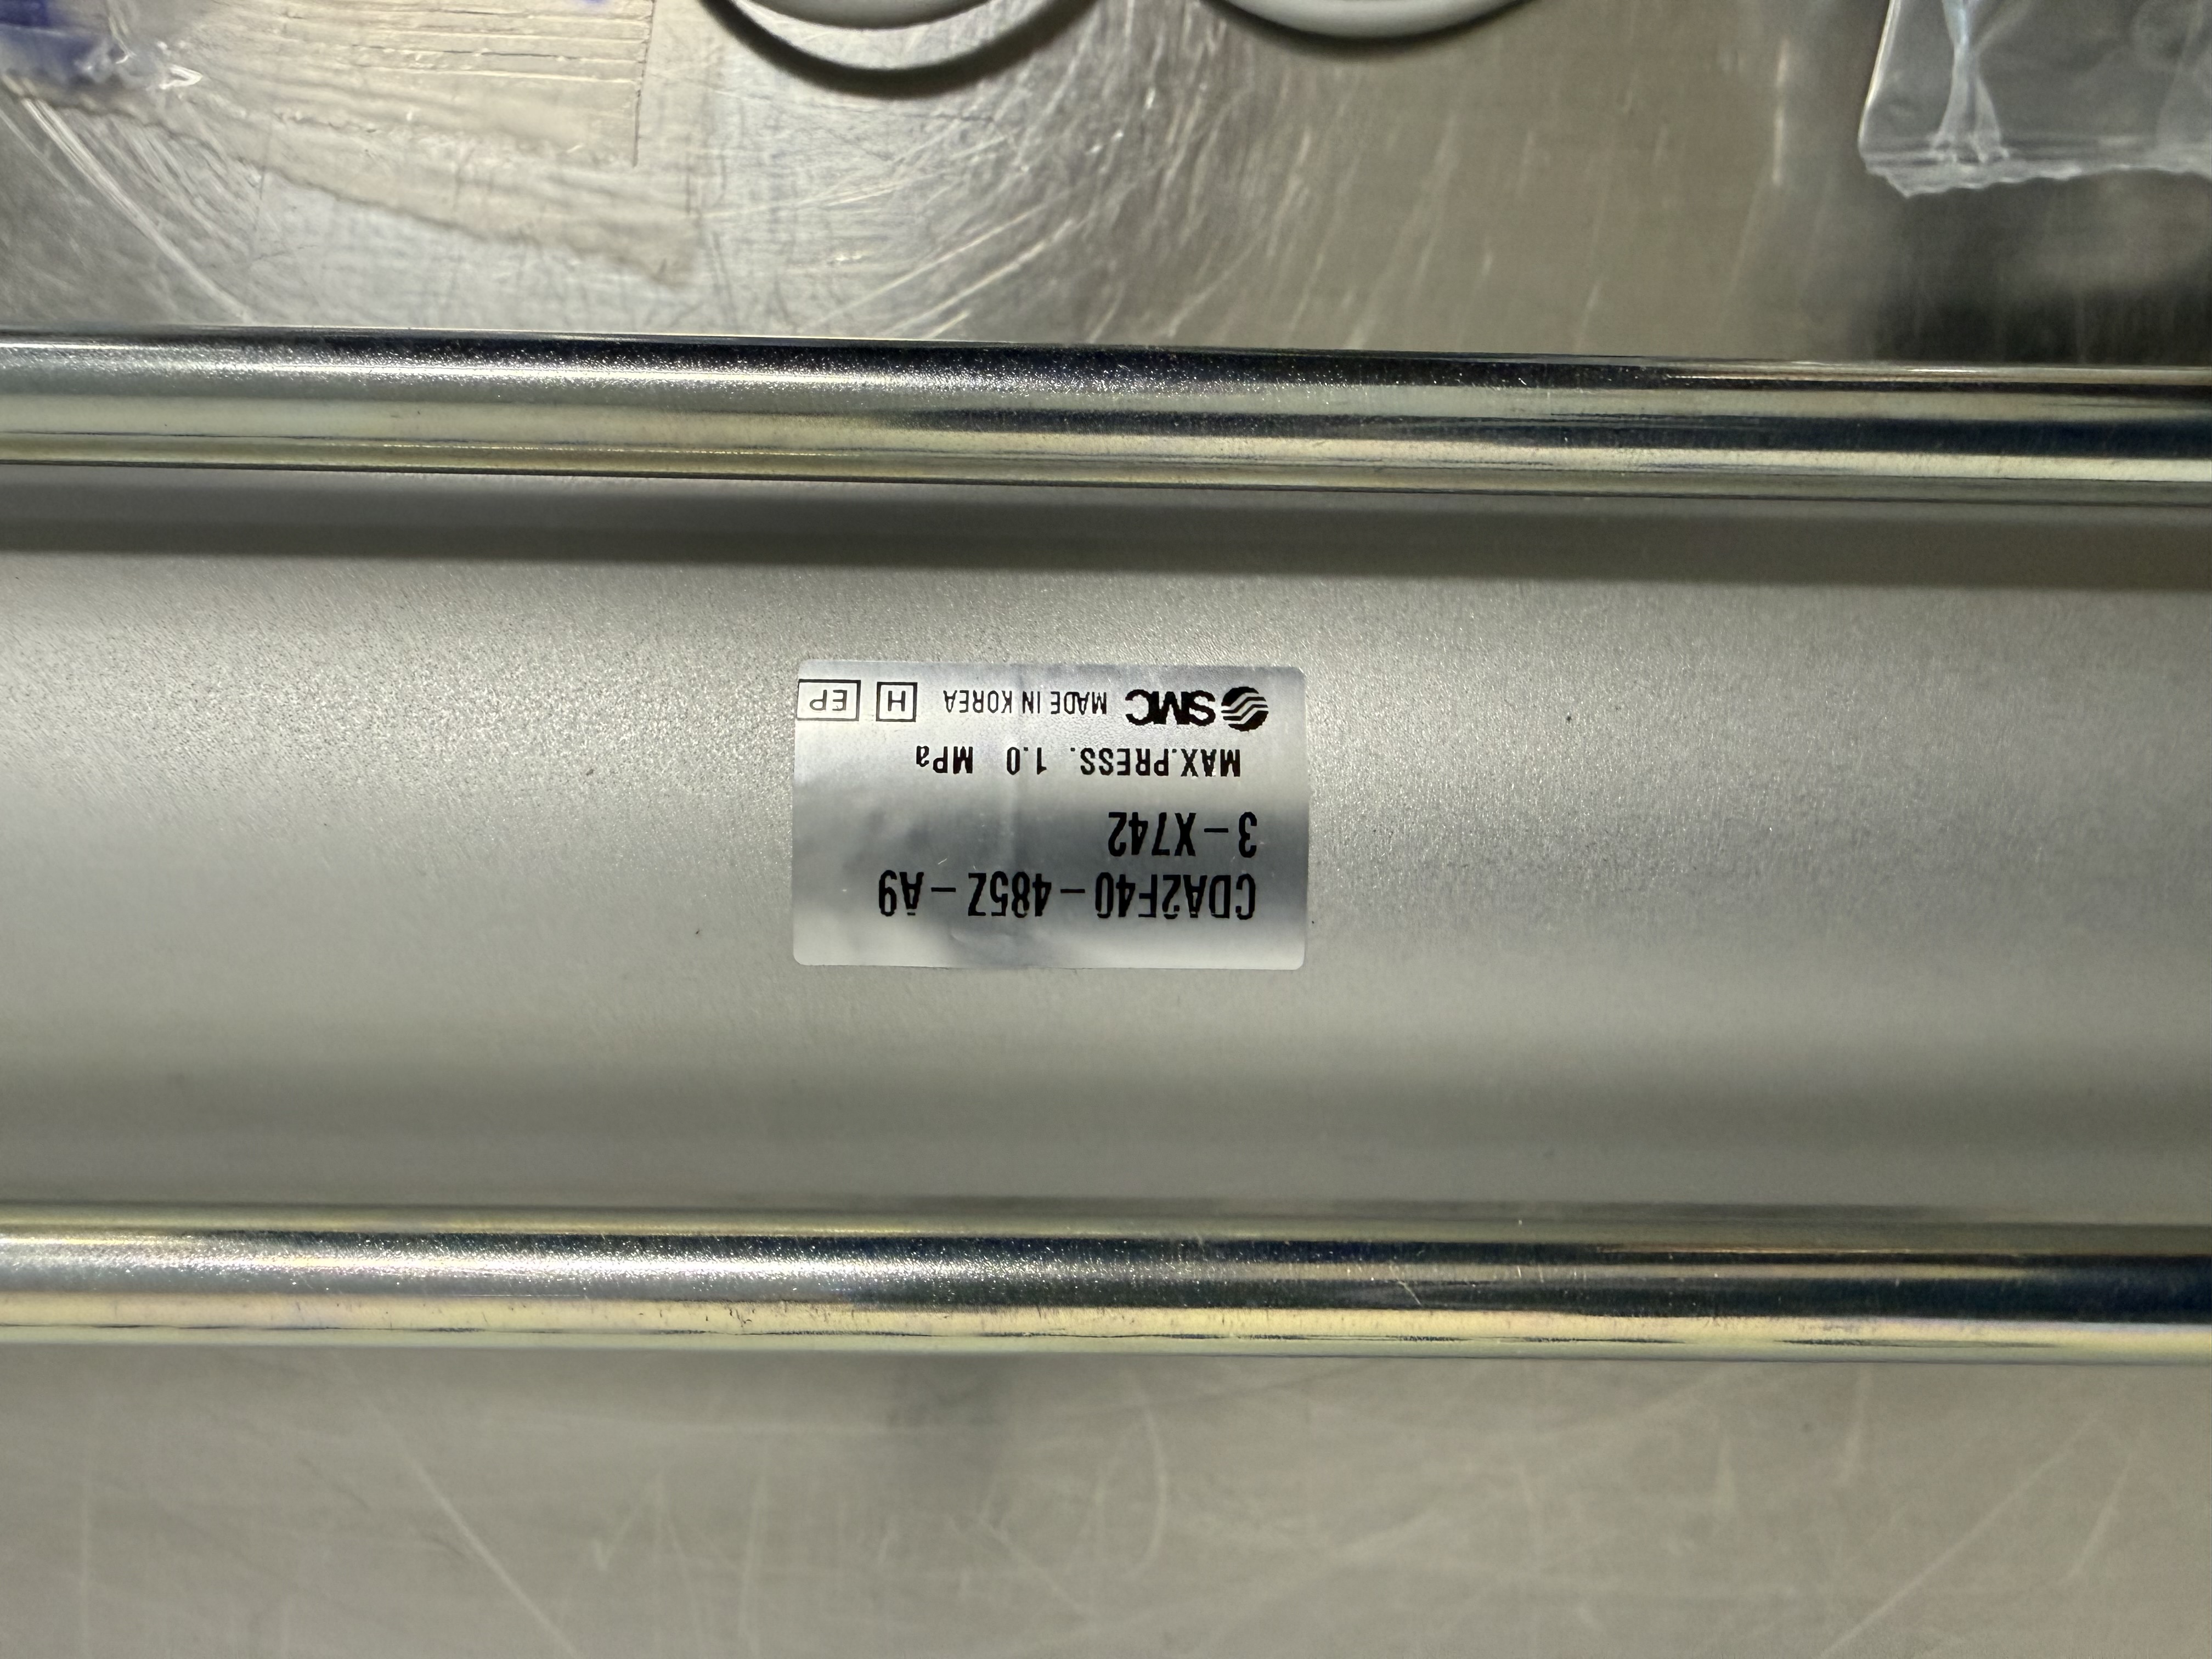 CDA2F40-485Z-A9
3-X742
MAX.PRESS. 1.0 MPa
SMC MADE IN KOREA H EP